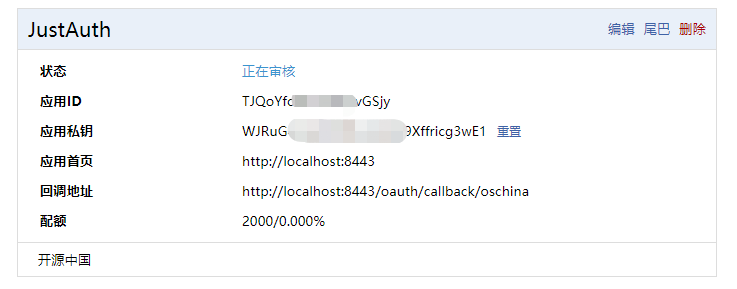 JustAuth 编辑 尾巴 删除
状态 正在审核
应用ID TJQoYfc vGSjy
应用私钥 WJRuG 9Xffricg3wE1 重置
应用首页 http://localhost:8443
回调地址 http://localhost:8443/oauth/callback/oschina
配额 2000/0.000%
开源中国